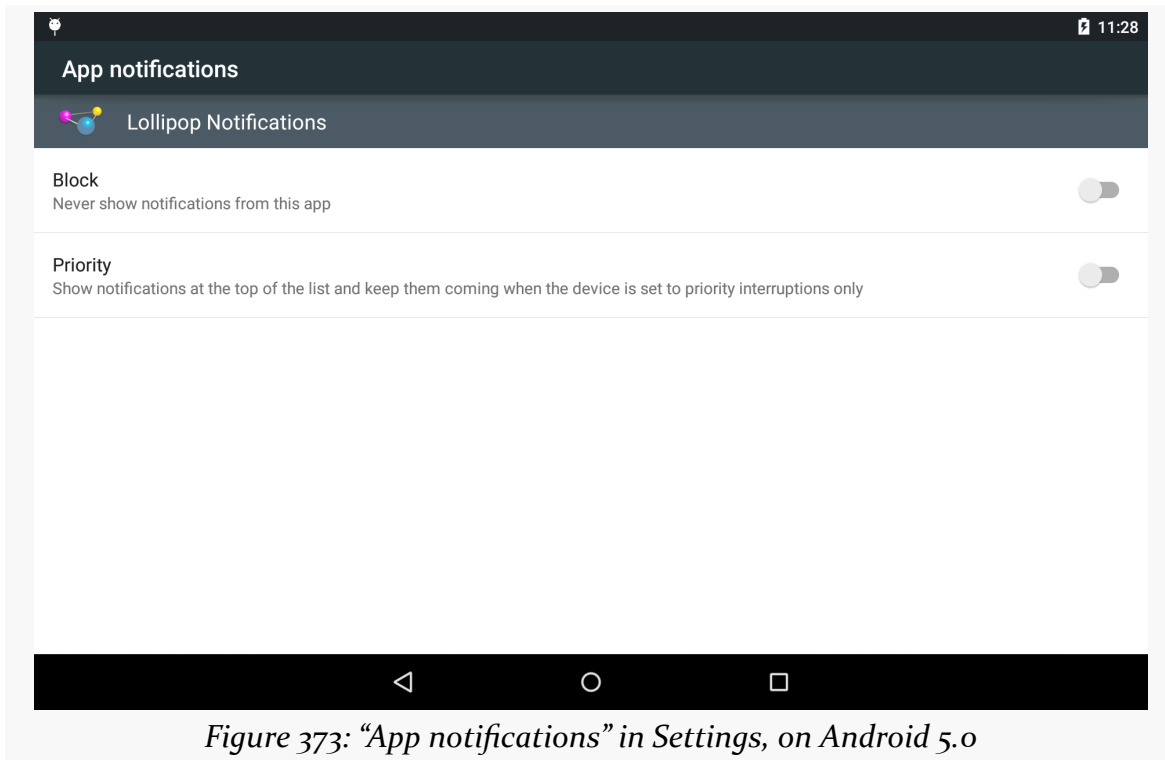 11:28
App notifications
Lollipop Notifications
Block
Never show notifications from this app
Priority
Show notifications at the top of the list and keep them coming when the device is set to priority interruptions only
Figure 373: “App notifications” in Settings, on Android 5.0